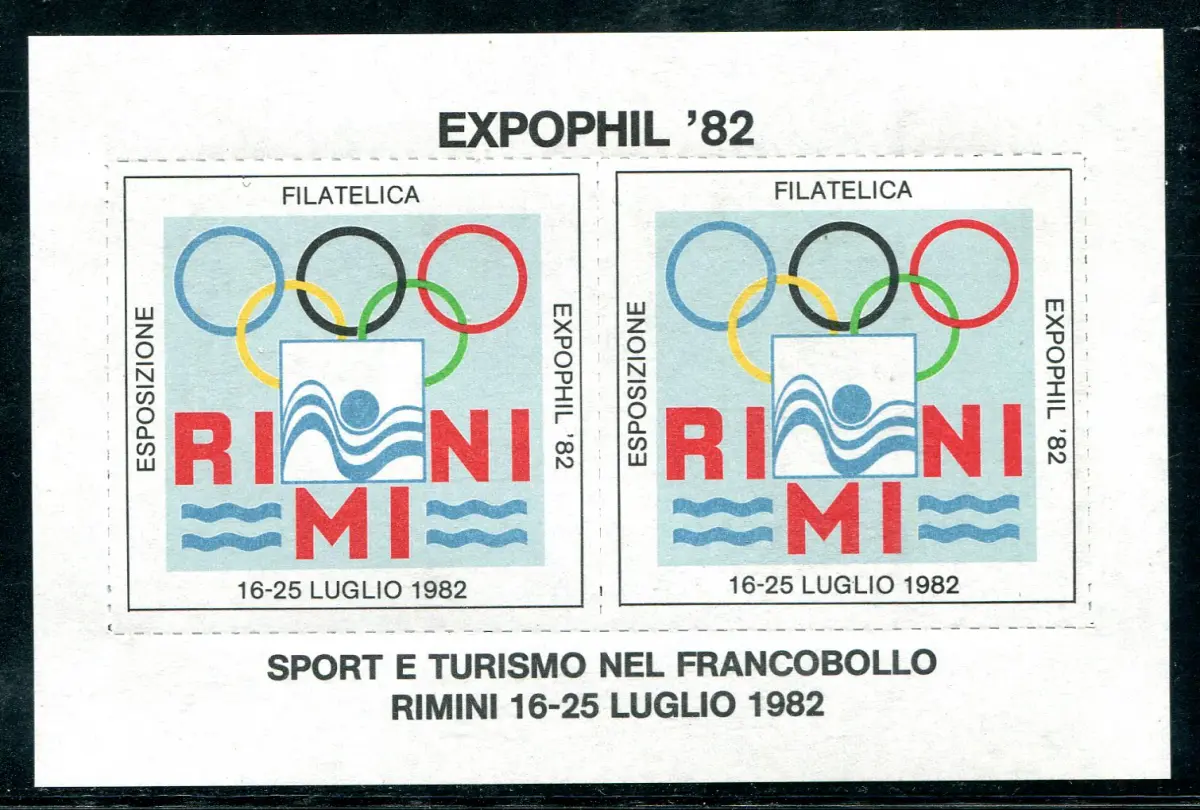 EXPOPHIL '82
FILATELICA
ESPOSIZIONE
EXPOPHIL '82
RI NI
MI
16-25 LUGLIO 1982
FILATELICA
ESPOSIZIONE
EXPOPHIL '82
RI NI
MI
16-25 LUGLIO 1982
SPORT E TURISMO NEL FRANCOBOLLO
RIMINI 16-25 LUGLIO 1982